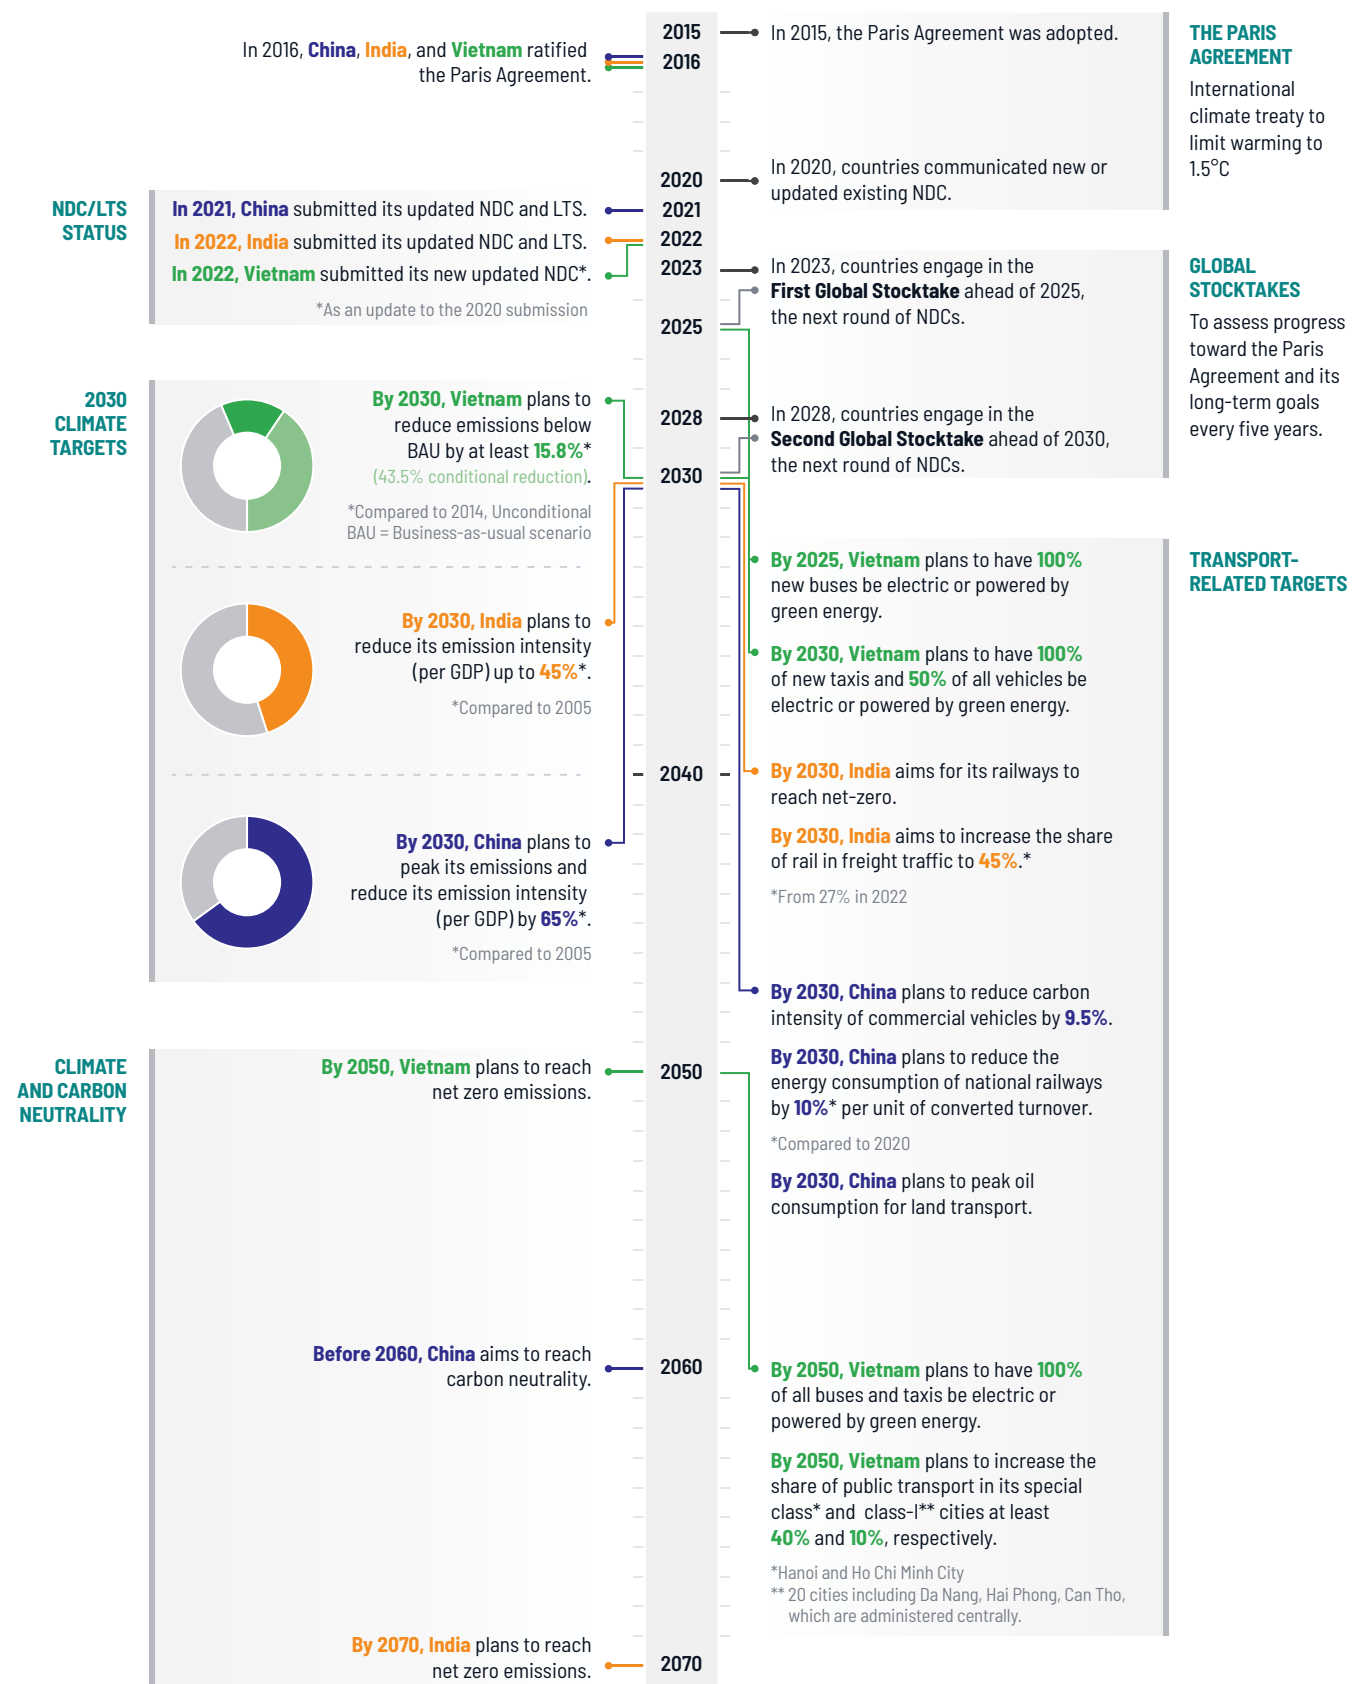 2015
In 2015, the Paris Agreement was adopted.
THE PARIS
AGREEMENT
International
climate treaty to
limit warming to
1.5°C
In 2016, China, India, and Vietnam ratified
the Paris Agreement.
2016
2020
In 2020, countries communicated new or
updated existing NDC.
NDC/LTS
STATUS
In 2021, China submitted its updated NDC and LTS.
2021
In 2022, India submitted its updated NDC and LTS.
2022
In 2022, Vietnam submitted its new updated NDC*.
*As an update to the 2020 submission
2023
In 2023, countries engage in the
First Global Stocktake ahead of 2025,
the next round of NDCs.
GLOBAL
STOCKTAKES
To assess progress
toward the Paris
Agreement and its
long-term goals
every five years.
2025
2028
In 2028, countries engage in the
Second Global Stocktake ahead of 2030,
the next round of NDCs.
2030
CLIMATE
TARGETS
By 2030, Vietnam plans to
reduce emissions below
BAU by at least 15.8%*
(43.5% conditional reduction).
*Compared to 2014, Unconditional
BAU = Business-as-usual scenario
2030
By 2030, India plans to
reduce its emission intensity
(per GDP) up to 45%*.
*Compared to 2005
By 2030, China plans to
peak its emissions and
reduce its emission intensity
(per GDP) by 65%*.
*Compared to 2005
TRANSPORT-
RELATED TARGETS
By 2025, Vietnam plans to have 100%
new buses be electric or powered by
green energy.
By 2030, Vietnam plans to have 100%
of new taxis and 50% of all vehicles be
electric or powered by green energy.
2040
By 2030, India aims for its railways to
reach net-zero.
By 2030, India aims to increase the share
of rail in freight traffic to 45%.*
*From 27% in 2022
By 2030, China plans to reduce carbon
intensity of commercial vehicles by 9.5%.
By 2030, China plans to reduce the
energy consumption of national railways
by 10%* per unit of converted turnover.
*Compared to 2020
By 2030, China plans to peak oil
consumption for land transport.
CLIMATE
AND CARBON
NEUTRALITY
By 2050, Vietnam plans to reach
net zero emissions.
2050
Before 2060, China aims to reach
carbon neutrality.
2060
By 2050, Vietnam plans to have 100%
of all buses and taxis be electric or
powered by green energy.
By 2050, Vietnam plans to increase the
share of public transport in its special
class* and class-I** cities at least
40% and 10%, respectively.
*Hanoi and Ho Chi Minh City
** 20 cities including Da Nang, Hai Phong, Can Tho,
which are administered centrally.
By 2070, India plans to reach
net zero emissions.
2070